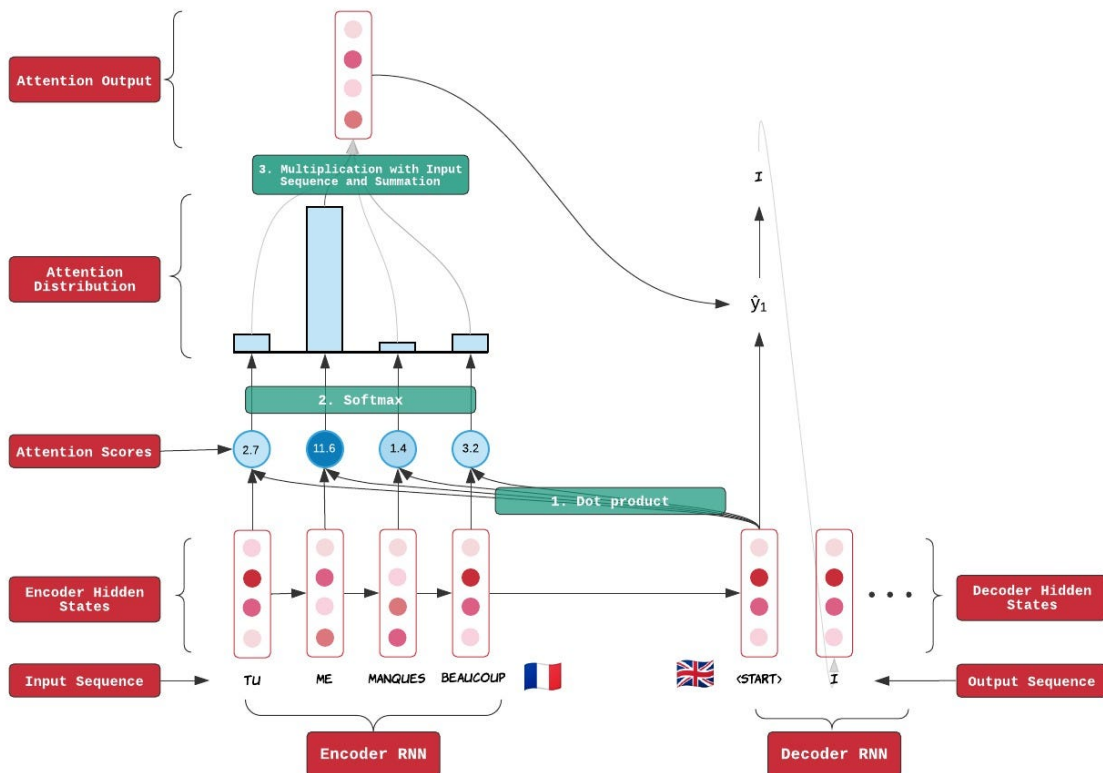 Attention Output
3. Multiplication with Input
Sequence and Summation
I
Attention
Distribution
ŷ1
2. Softmax
Attention Scores
2.7
11.6
1.4
3.2
1. Dot product
Encoder Hidden
States
Decoder Hidden
States
Input Sequence
TU
ME
MANQUES
BEAUCOUP
<START>
I
Output Sequence
Encoder RNN
Decoder RNN